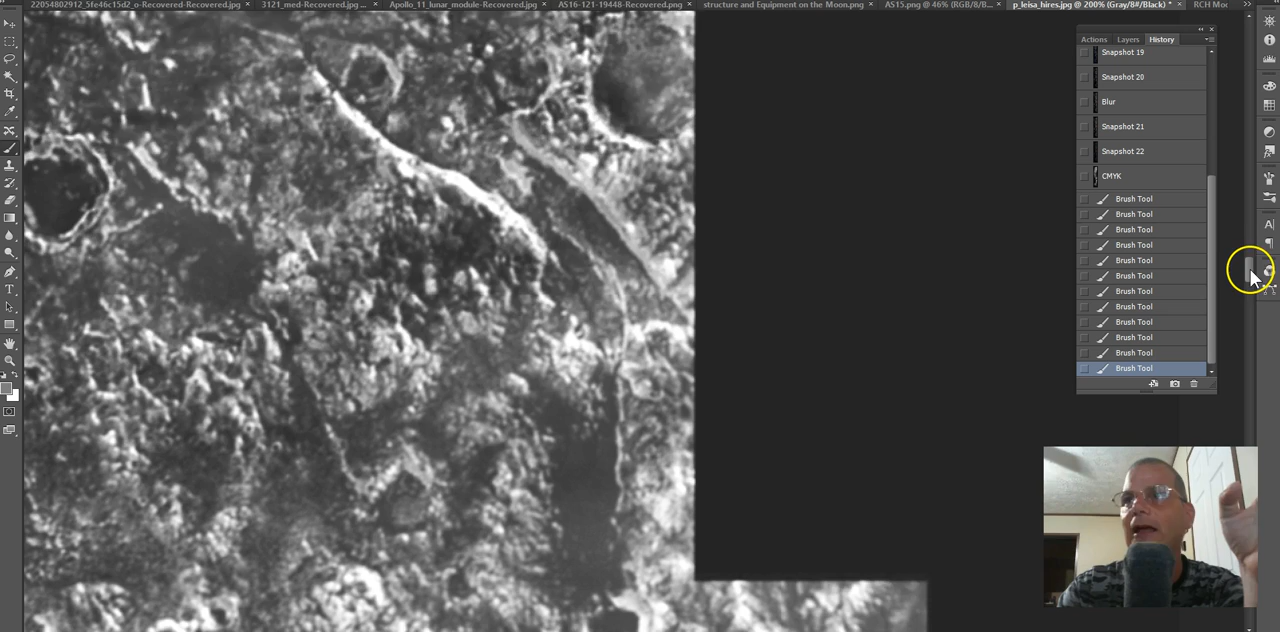 22054802912_5fe46c15d2_o-Recovered-Recovered.jpg × 3121_med-Recovered.jpg ... × Apollo_11_lunar_module-Recovered.jpg × AS16-121-19448-Recovered.png × structure and Equipment on the Moon.png × AS15.png @ 46% (RGB/8/B... × p_leisa_hires.jpg @ 200% (Gray/8#/Black) * × RCH Moc
Actions Layers History
Snapshot 19
Snapshot 20
Blur
Snapshot 21
Snapshot 22
CMYK
Brush Tool
Brush Tool
Brush Tool
Brush Tool
Brush Tool
Brush Tool
Brush Tool
Brush Tool
Brush Tool
Brush Tool
Brush Tool
Brush Tool